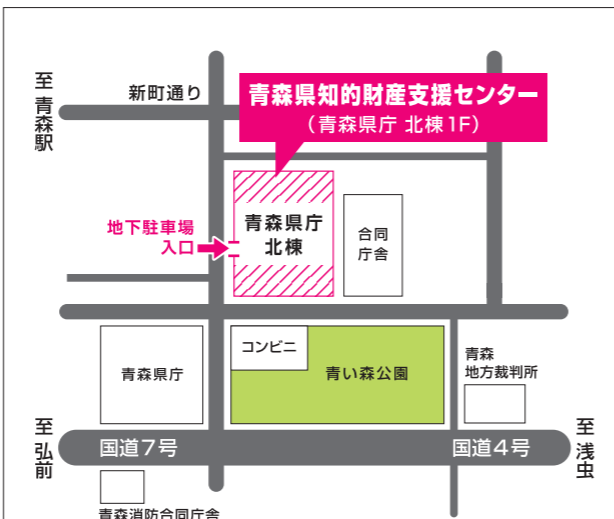 至青森駅
新町通り
青森県知的財産支援センター
（青森県庁 北棟1F）
地下駐車場
入口
青森県庁
北棟
合同
庁舎
コンビニ
青森県庁
青い森公園
青森
地方裁判所
至弘前
国道7号
国道4号
至浅虫
青森消防合同庁舎